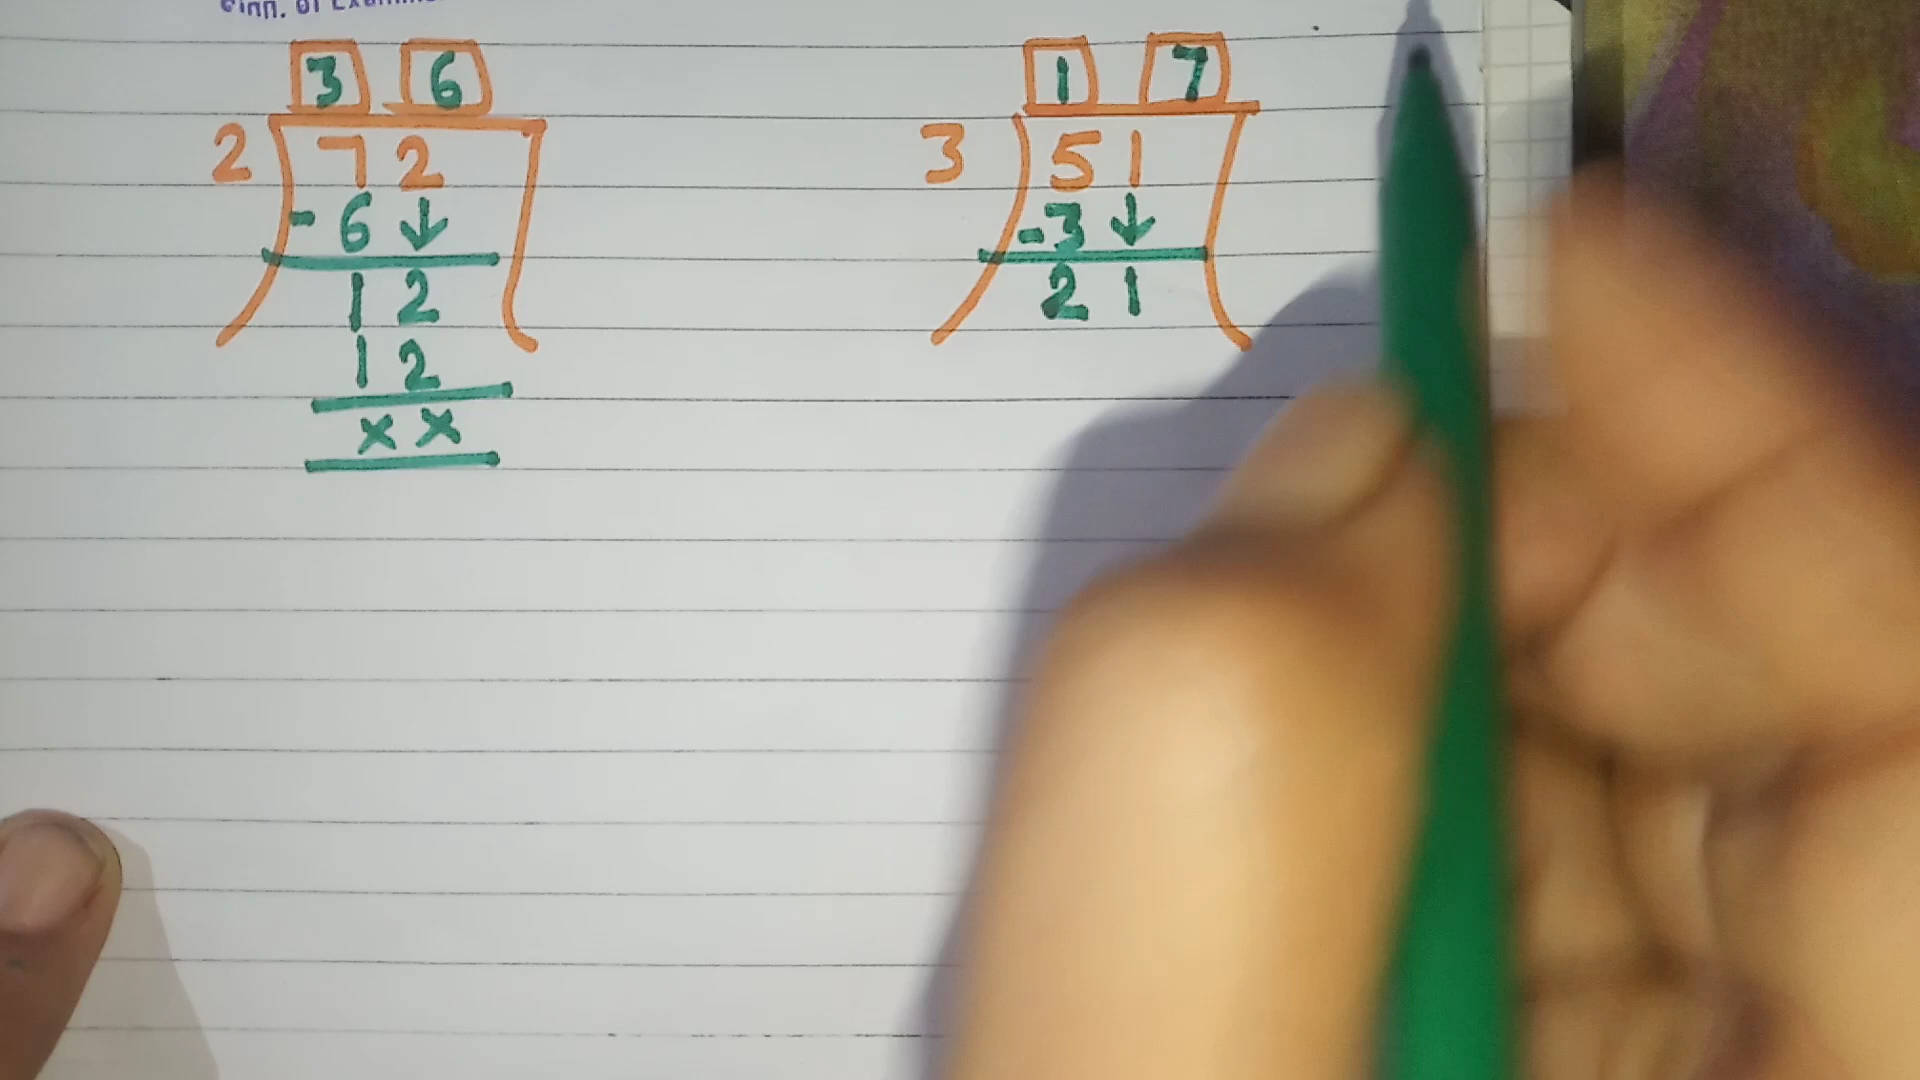 3 6 1 7
2 7 2 3 5 1
- 6 ↓ - 3 ↓
1 2 2 1
1 2
x x